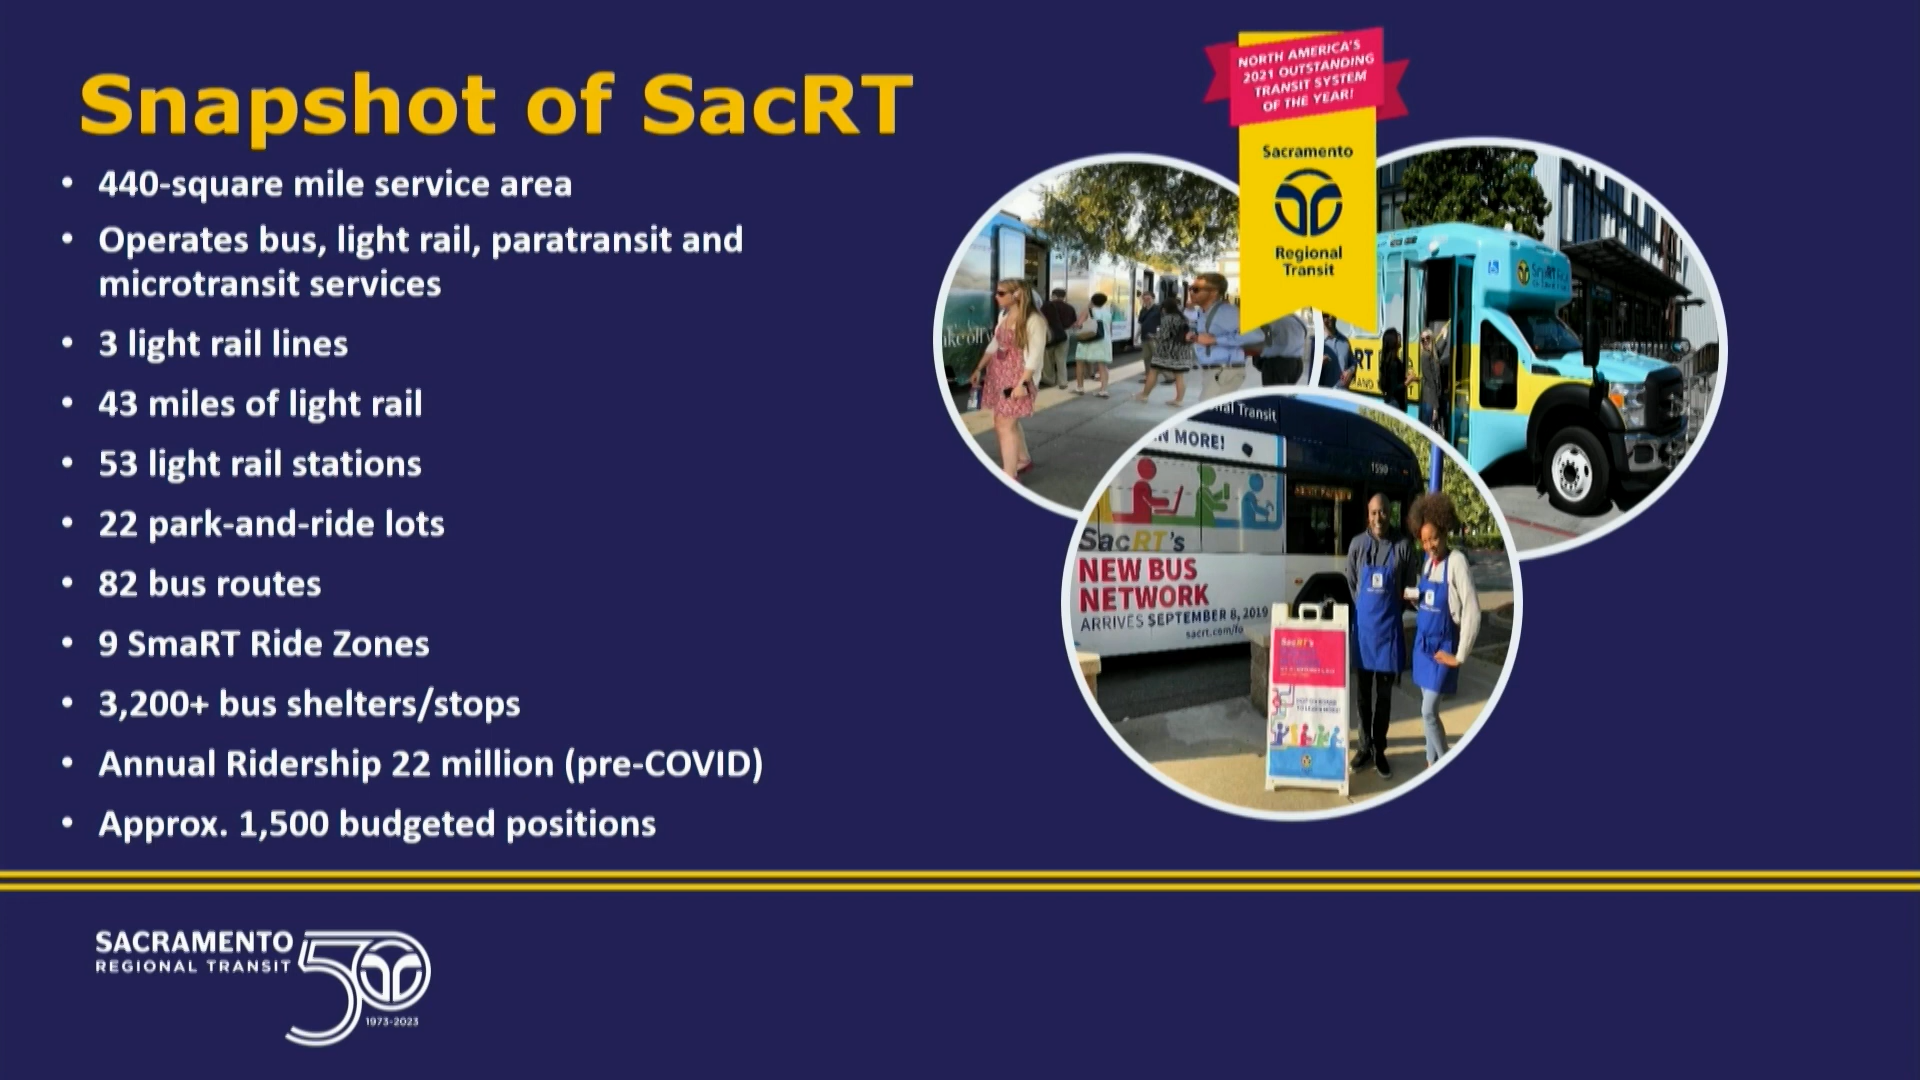 Snapshot of SacRT
• 440-square mile service area
• Operates bus, light rail, paratransit and
microtransit services
• 3 light rail lines
• 43 miles of light rail
• 53 light rail stations
• 22 park-and-ride lots
• 82 bus routes
• 9 SmaRT Ride Zones
• 3,200+ bus shelters/stops
• Annual Ridership 22 million (pre-COVID)
• Approx. 1,500 budgeted positions
NORTH AMERICA'S
2021 OUTSTANDING
TRANSIT SYSTEM
OF THE YEAR!
Sacramento
Regional
Transit
RT
Transit
MORE!
1590
SacRT's
NEW BUS
NETWORK
ARRIVES SEPTEMBER 8, 2019
SacRT's
SACRAMENTO
REGIONAL TRANSIT
50
1973-2023